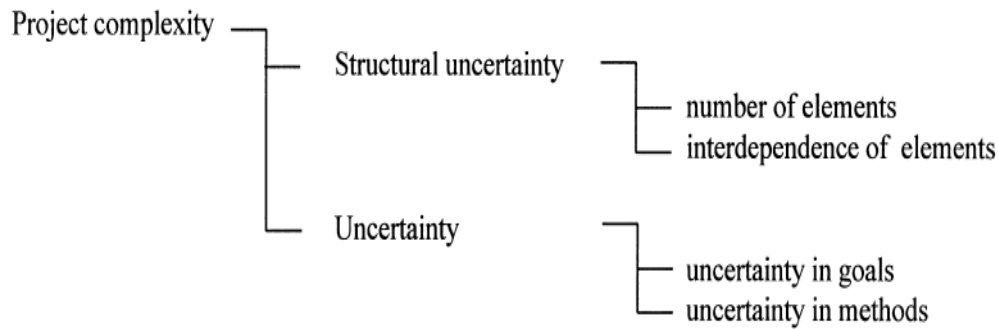 Project complexity
Structural uncertainty
number of elements
interdependence of elements
Uncertainty
uncertainty in goals
uncertainty in methods